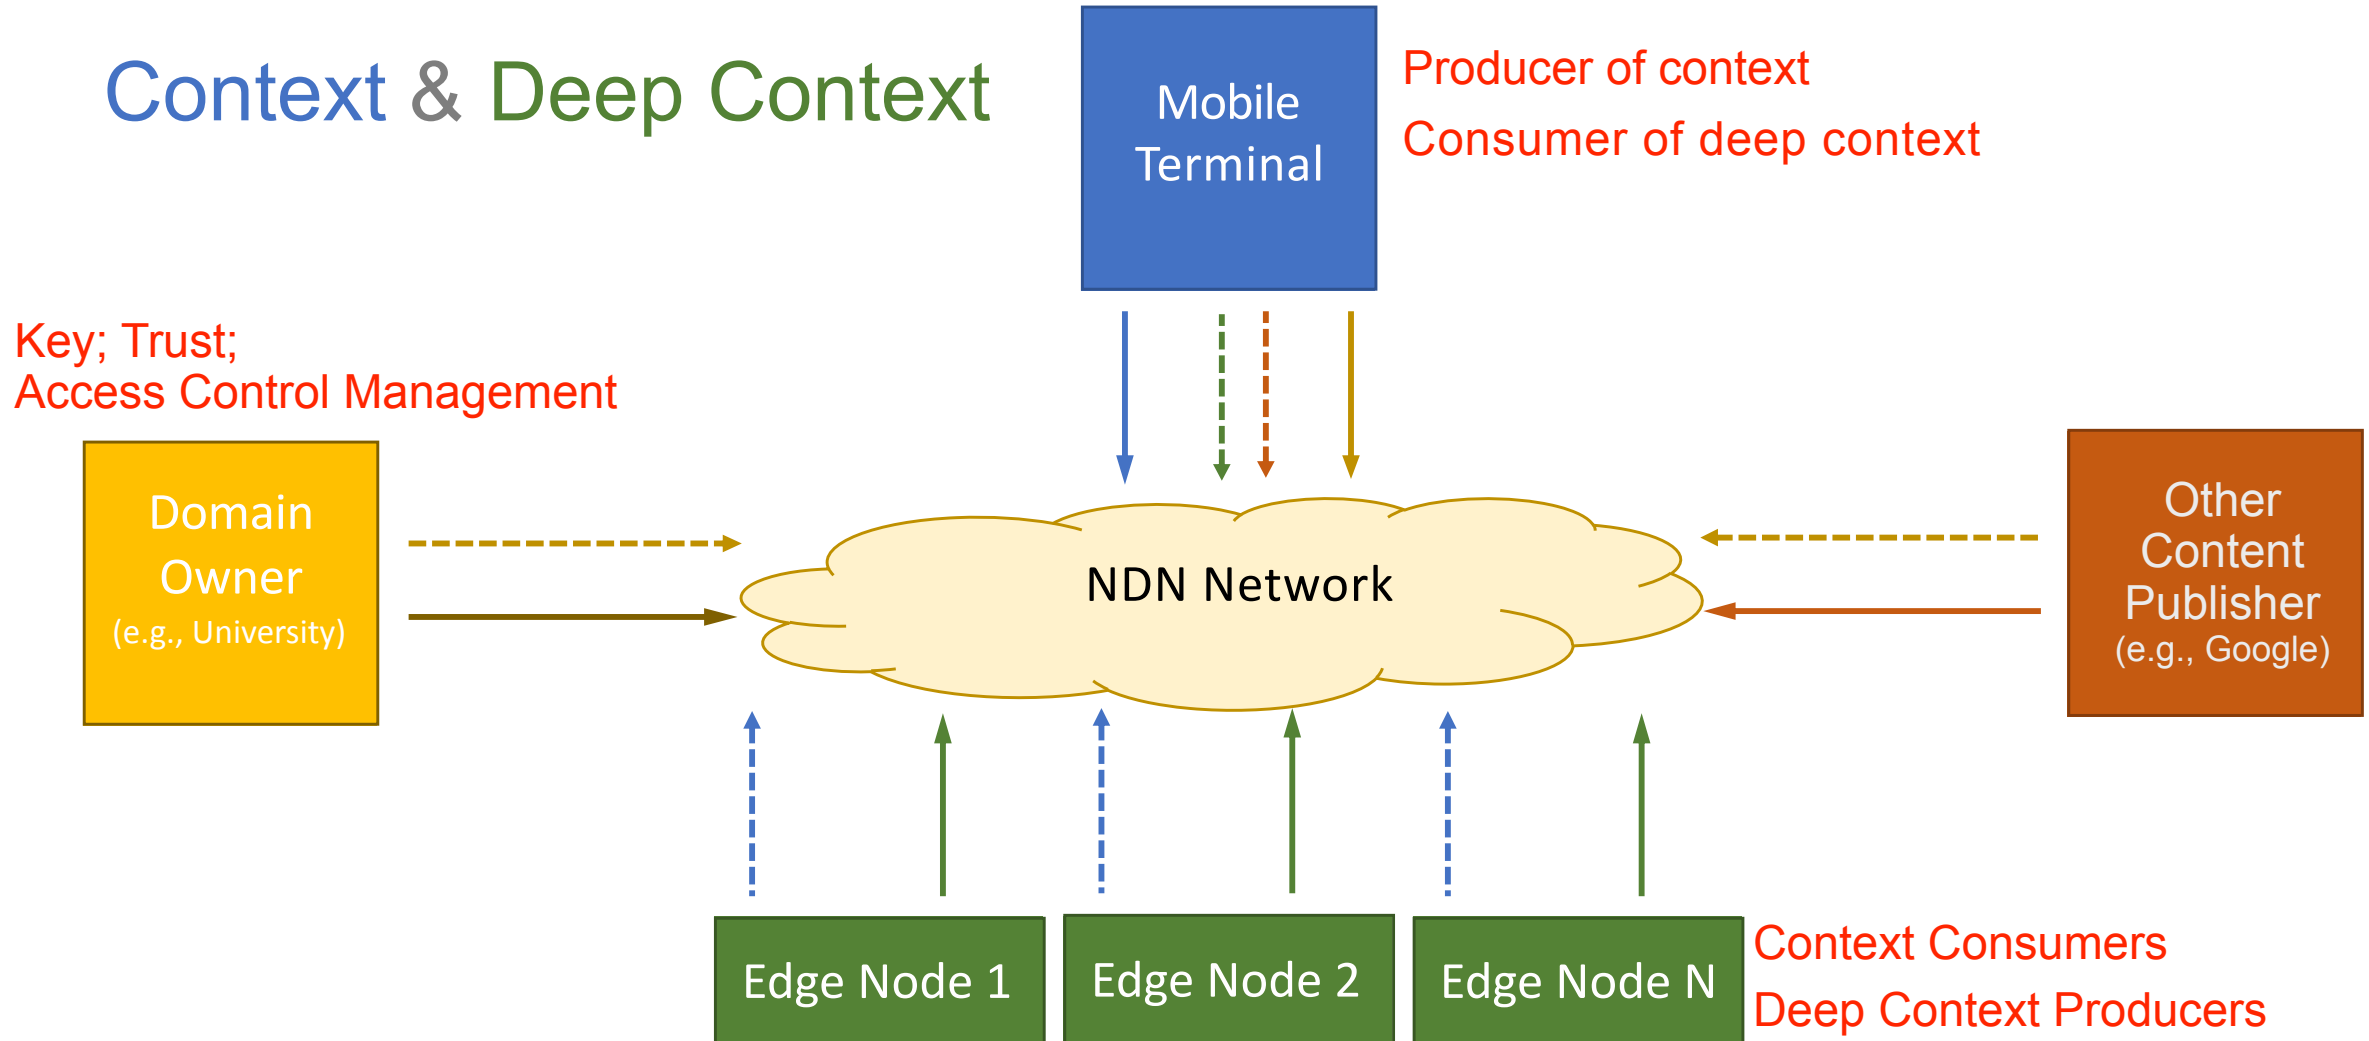 Context & Deep Context
Mobile
Terminal
Producer of context
Consumer of deep context
Key; Trust;
Access Control Management
Domain
Owner
(e.g., University)
NDN Network
Other
Content
Publisher
(e.g., Google)
Edge Node 1
Edge Node 2
Edge Node N
Context Consumers
Deep Context Producers